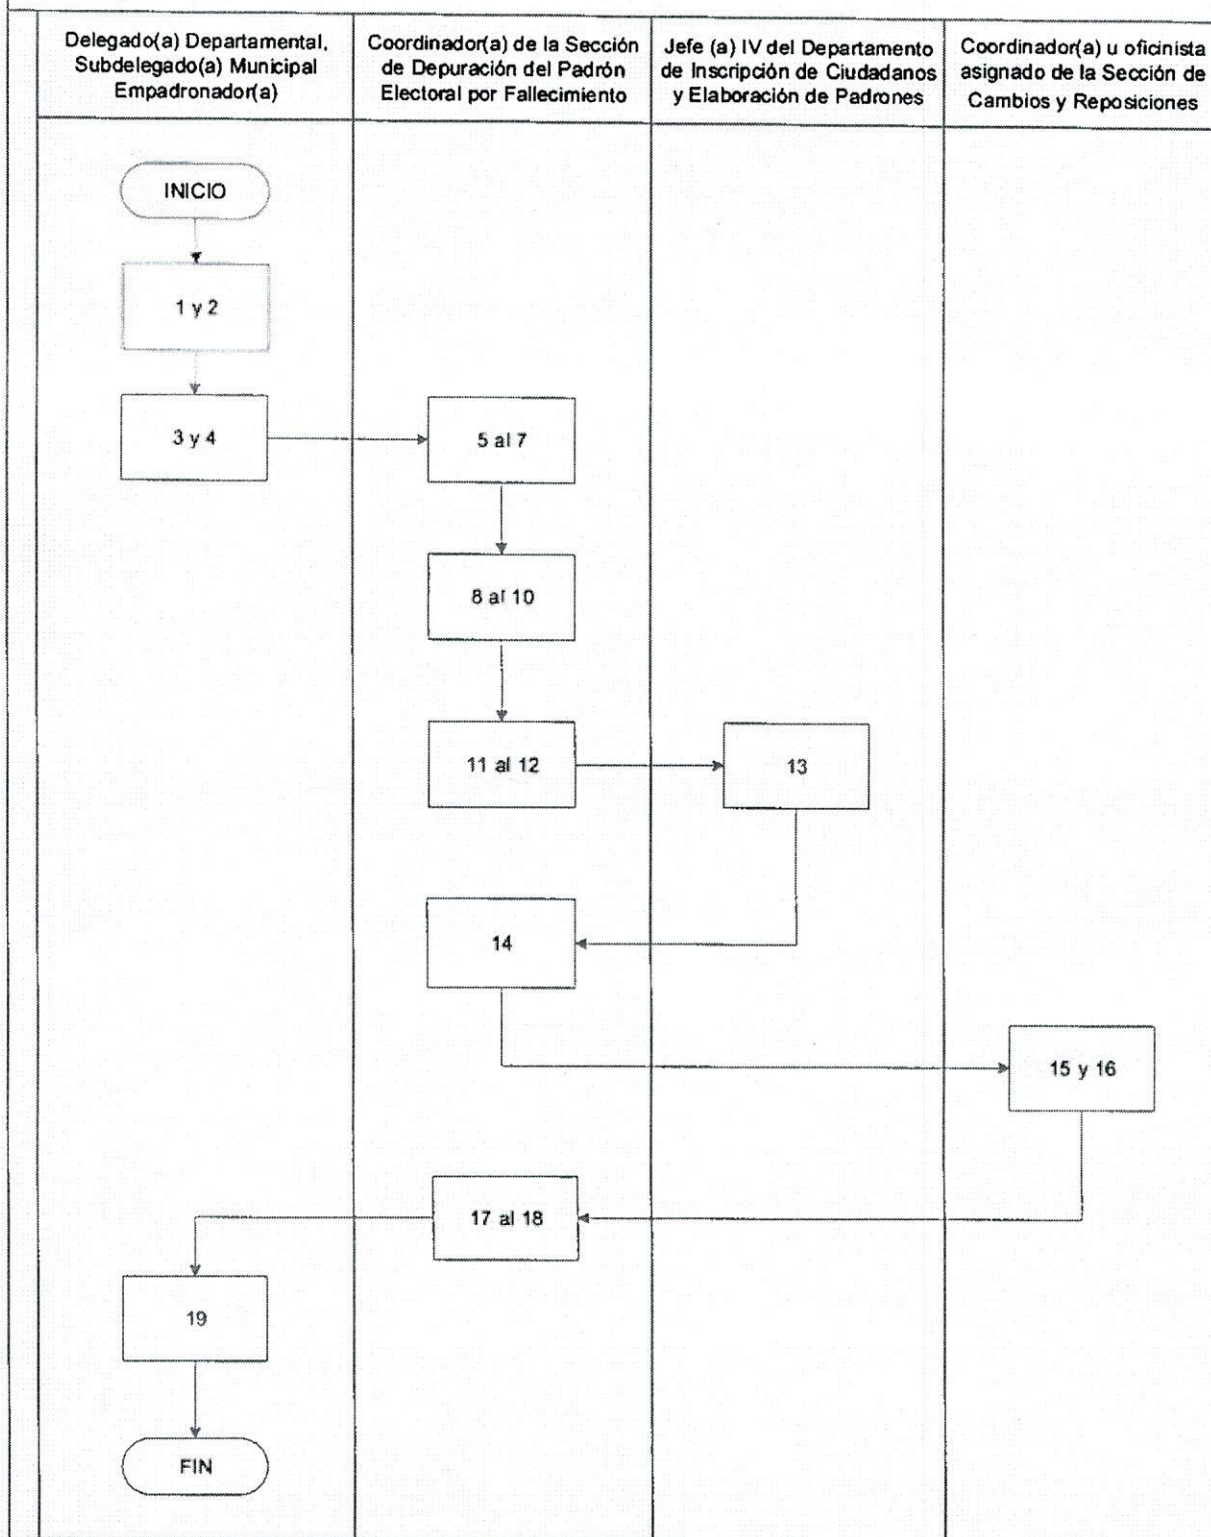 Delegado(a) Departamental,
Subdelegado(a) Municipal
Empadronador(a)
Coordinador(a) de la Sección
de Depuración del Padrón
Electoral por Fallecimiento
Jefe (a) IV del Departamento
de Inscripción de Ciudadanos
y Elaboración de Padrones
Coordinador(a) u oficinista
asignado de la Sección de
Cambios y Reposiciones
INICIO
1 y 2
3 y 4
5 al 7
8 al 10
11 al 12
13
14
15 y 16
17 al 18
19
FIN